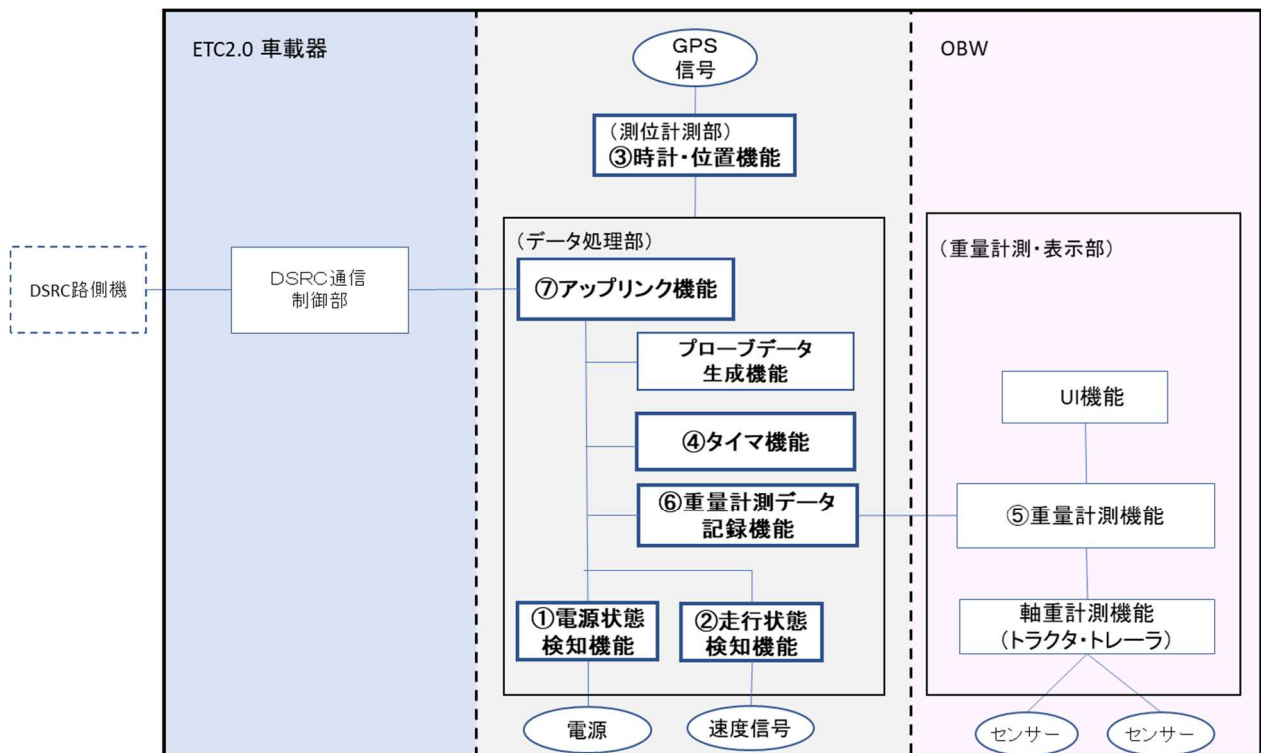 ETC2.0 車載器
GPS
信号
OBW
(測位計測部)
③時計・位置機能
(データ処理部)
(重量計測・表示部)
DSRC路側機
DSRC通信
制御部
⑦アップリンク機能
プローブデータ
生成機能
UI機能
④タイマ機能
⑥重量計測データ
記録機能
⑤重量計測機能
①電源状態
検知機能
②走行状態
検知機能
軸重計測機能
(トラクタ・トレーラ)
電源
速度信号
センサー
センサー